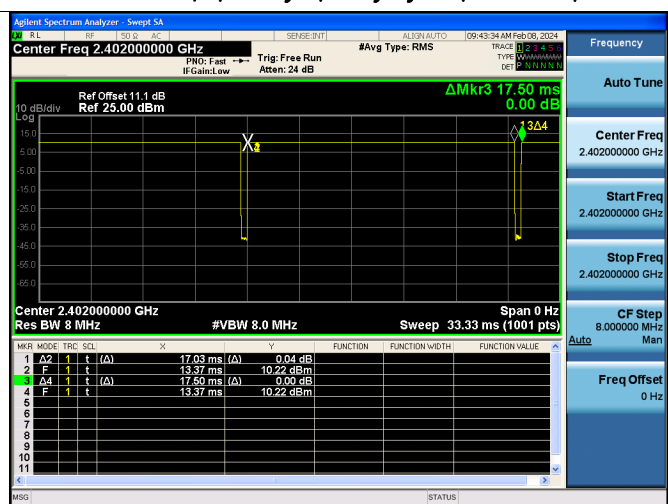 Agilent Spectrum Analyzer - Swept SA
RL RF 50 Ω AC SENSE:INT ALIGN AUTO 09:43:34 AM Feb 08, 2024
Center Freq 2.402000000 GHz #Avg Type: RMS TRACE 1 2 3 4 5 6
PNO: Fast Trig: Free Run TYPE
IFGain:Low Atten: 24 dB DET P N N N N N
Frequency
Auto Tune
Center Freq
2.402000000 GHz
Start Freq
2.402000000 GHz
Stop Freq
2.402000000 GHz
CF Step
8.000000 MHz
Auto Man
Freq Offset
0 Hz
ΔMkr3 17.50 ms
0.00 dB
Ref Offset 11.1 dB
10 dB/div Ref 25.00 dBm
Log
15.0
5.00
-5.00
-15.0
-25.0
-35.0
-45.0
-55.0
-65.0
X
13Δ4
Center 2.402000000 GHz Span 0 Hz
Res BW 8 MHz #VBW 8.0 MHz Sweep 33.33 ms (1001 pts)
MKR MODE TRC SCL X Y FUNCTION FUNCTION WIDTH FUNCTION VALUE
1 Δ2 1 t (Δ) 17.03 ms (Δ) 0.04 dB
2 F 1 t 13.37 ms 10.22 dBm
3 Δ4 1 t (Δ) 17.50 ms (Δ) 0.00 dB
4 F 1 t 13.37 ms 10.22 dBm
5
6
7
8
9
10
11
MSG STATUS